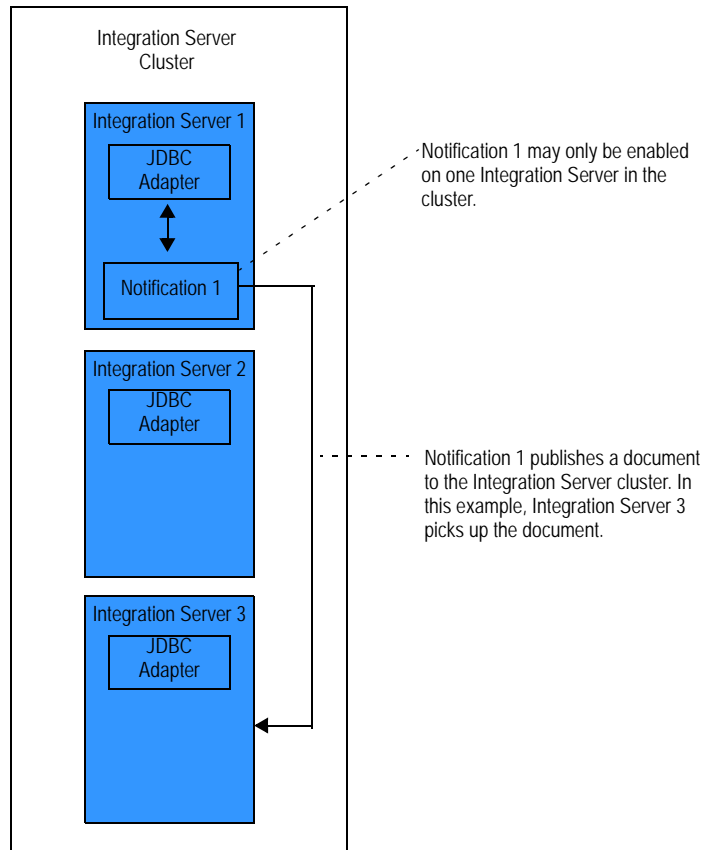 Integration Server
Cluster
Integration Server 1
JDBC
Adapter
Notification 1 may only be enabled
on one Integration Server in the
cluster.
Notification 1
Integration Server 2
JDBC
Adapter
Notification 1 publishes a document
to the Integration Server cluster. In
this example, Integration Server 3
picks up the document.
Integration Server 3
JDBC
Adapter